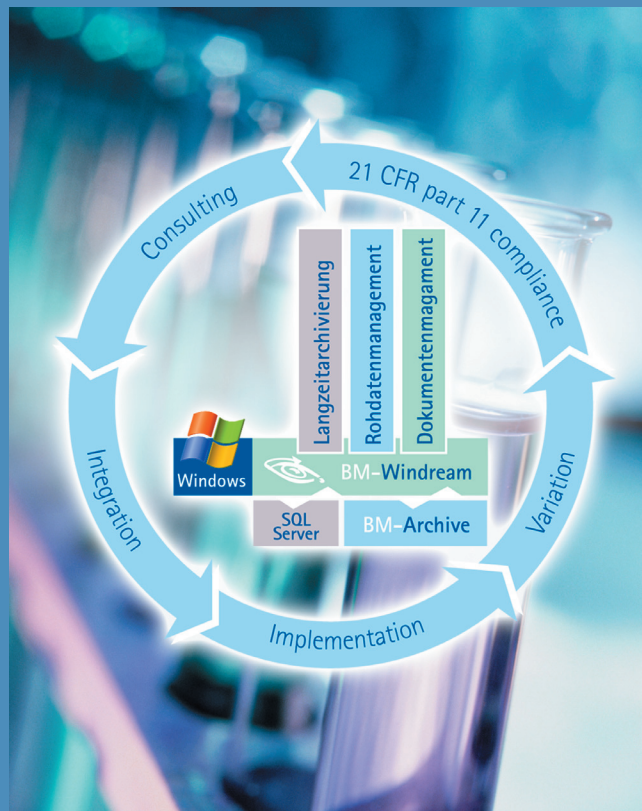 21 CFR part 11 compliance
Consulting
Integration
Implementation
Variation
Langzeitarchivierung
Rohdatenmanagement
Dokumentenmagament
Windows
BM-Windream
SQL
Server
BM-Archive